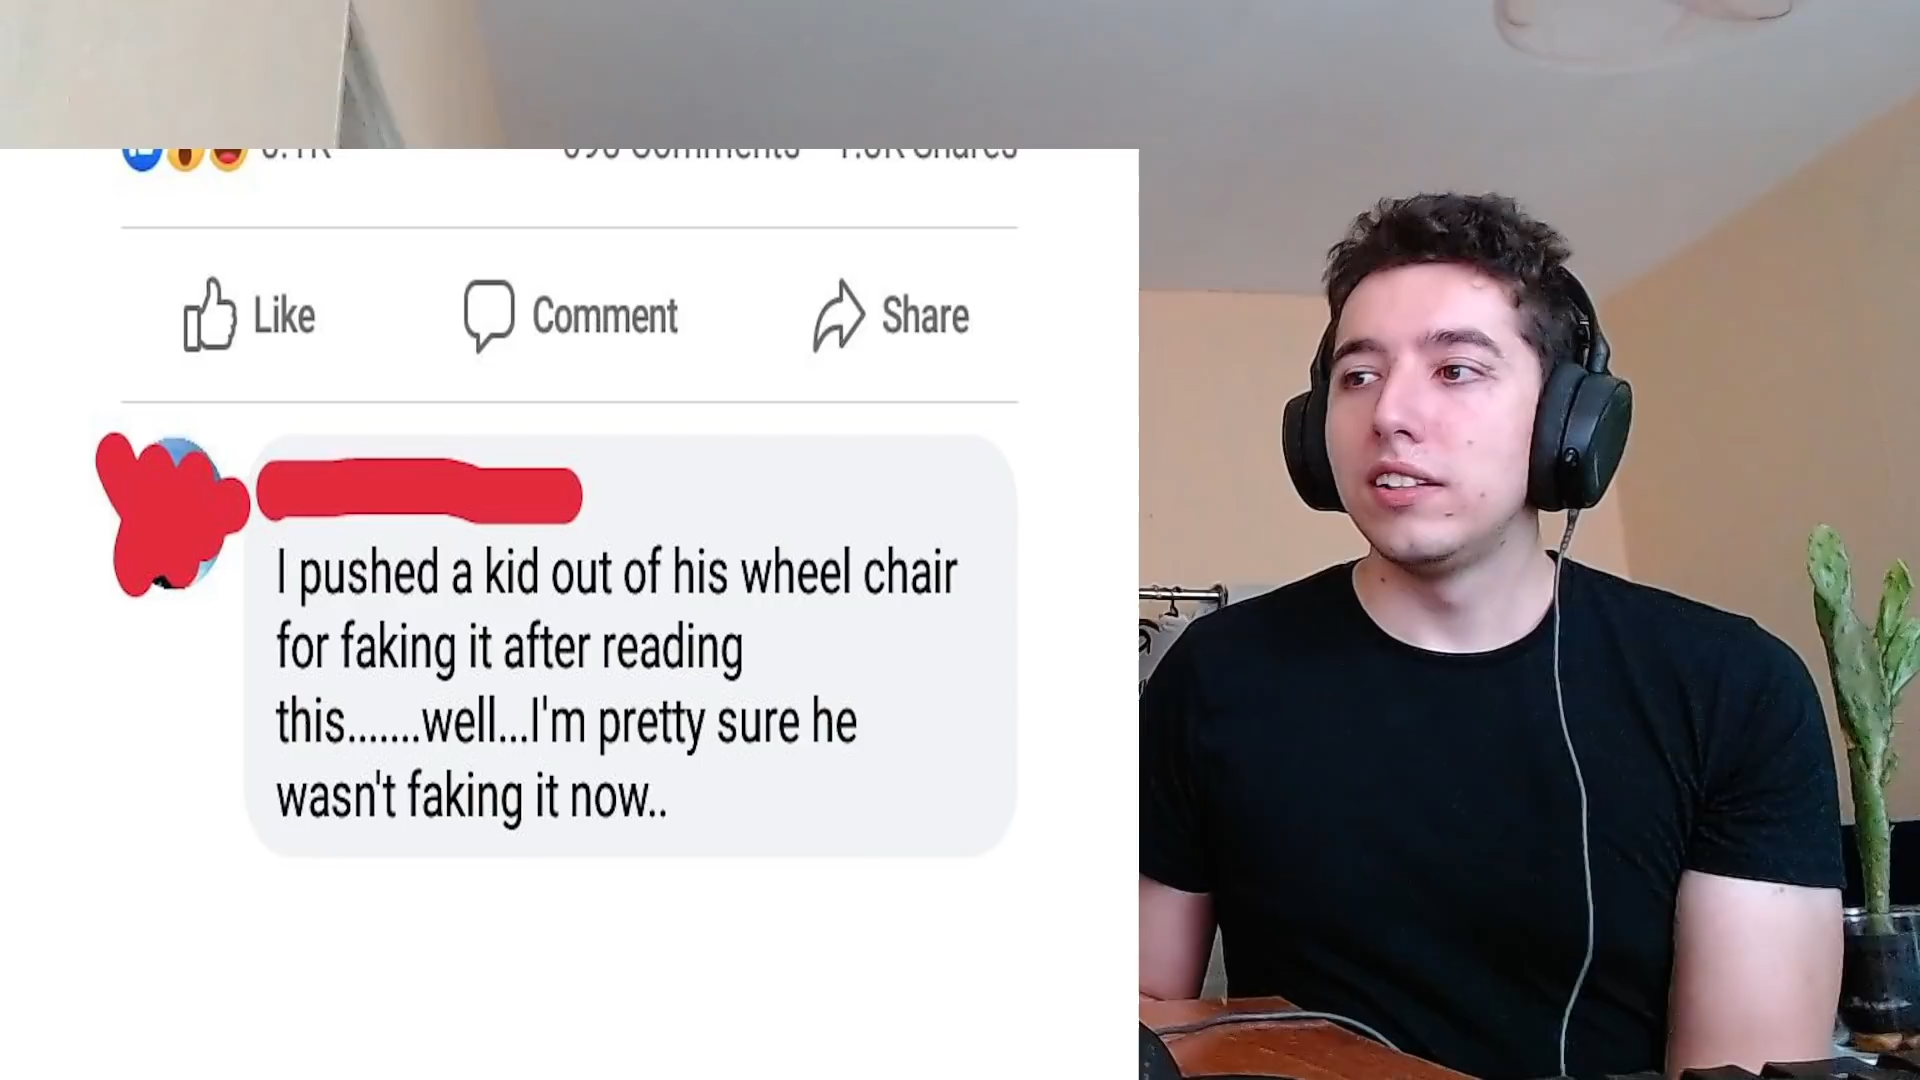 Like Comment Share
I pushed a kid out of his wheel chair
for faking it after reading
this.......well...I'm pretty sure he
wasn't faking it now..